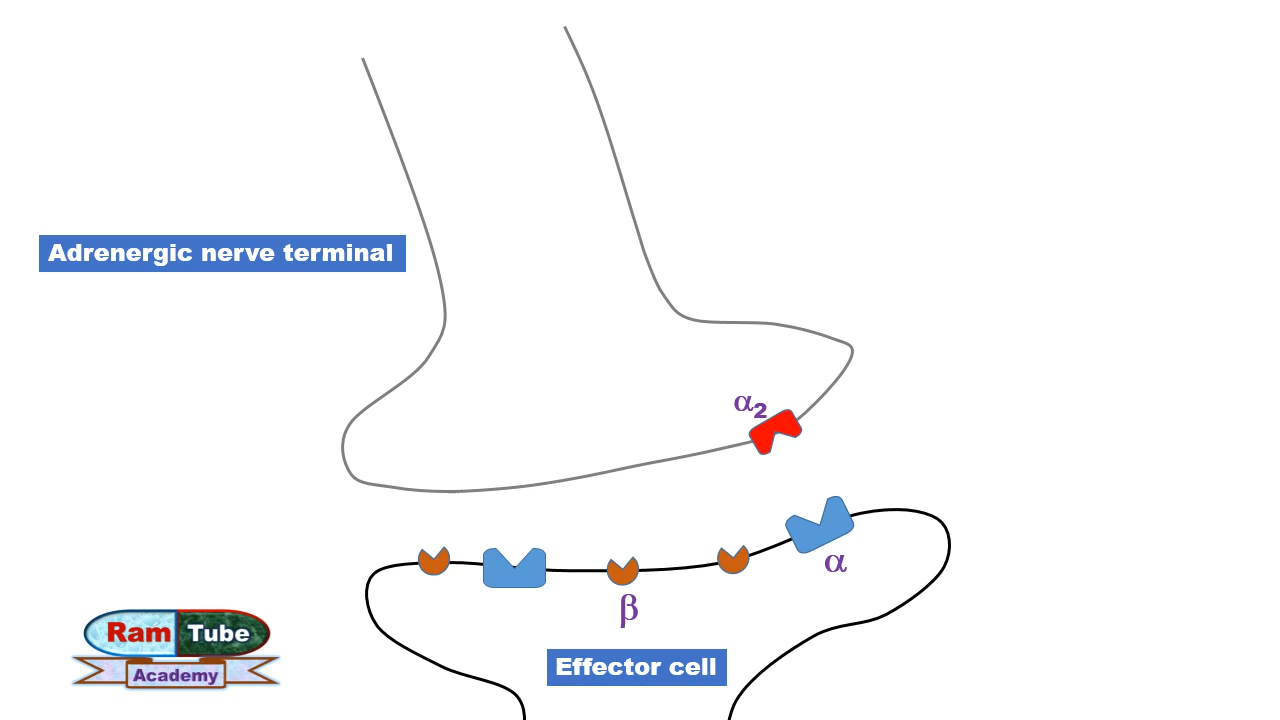 Adrenergic nerve terminal
α2
α
β
Effector cell
Ram Tube
Academy